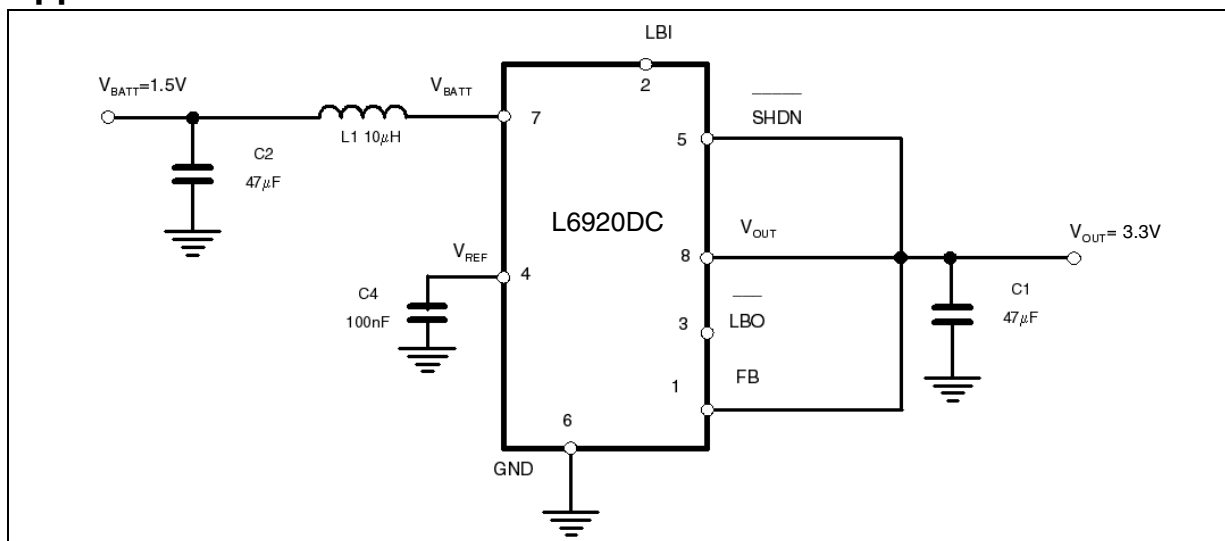 LBI
2
V_BATT=1.5V
V_BATT
7
L1 10µH
C2
47µF
SHDN
5
L6920DC
V_OUT
8
V_OUT= 3.3V
V_REF
4
C4
100nF
C1
47µF
3
LBO
1
FB
6
GND